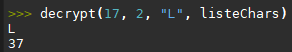 >>> decrypt(17, 2, "L", listeChars)
L
37